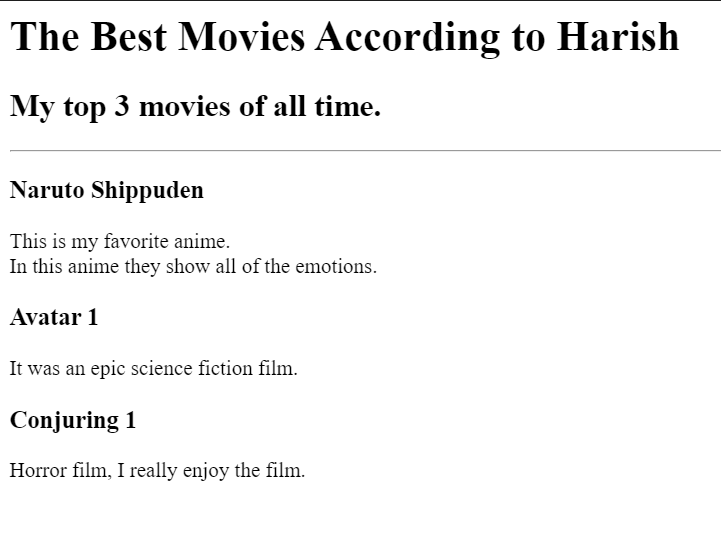 The Best Movies According to Harish
My top 3 movies of all time.
Naruto Shippuden
This is my favorite anime.
In this anime they show all of the emotions.
Avatar 1
It was an epic science fiction film.
Conjuring 1
Horror film, I really enjoy the film.